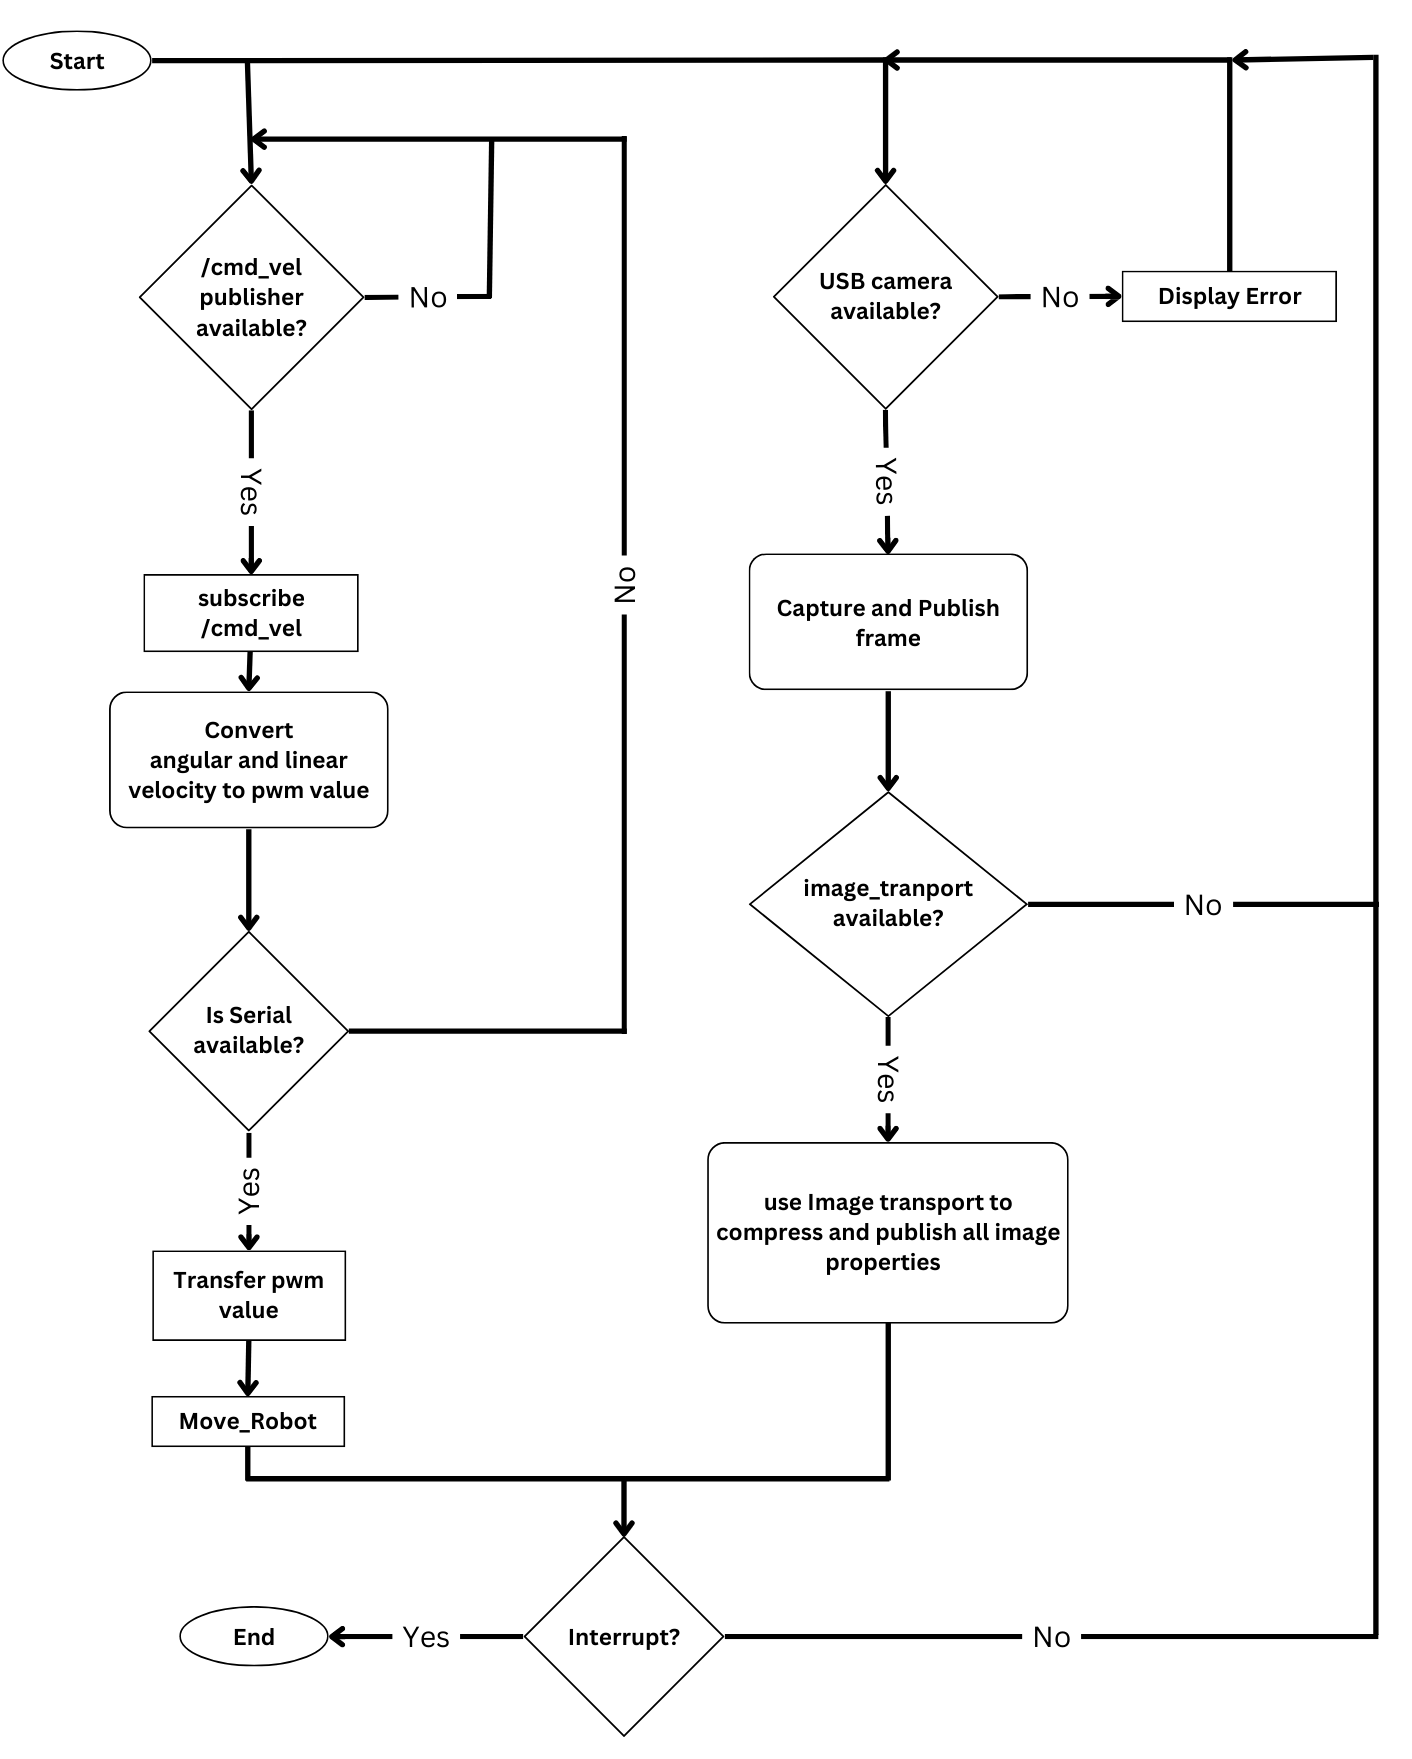 Start
/cmd_vel
publisher
available?
No
USB camera
available?
No
Display Error
Yes
Yes
subscribe
/cmd_vel
No
Capture and Publish
frame
Convert
angular and linear
velocity to pwm value
image_tranport
available?
No
Is Serial
available?
Yes
Yes
use Image transport to
compress and publish all image
properties
Transfer pwm
value
Move_Robot
End
Yes
Interrupt?
No